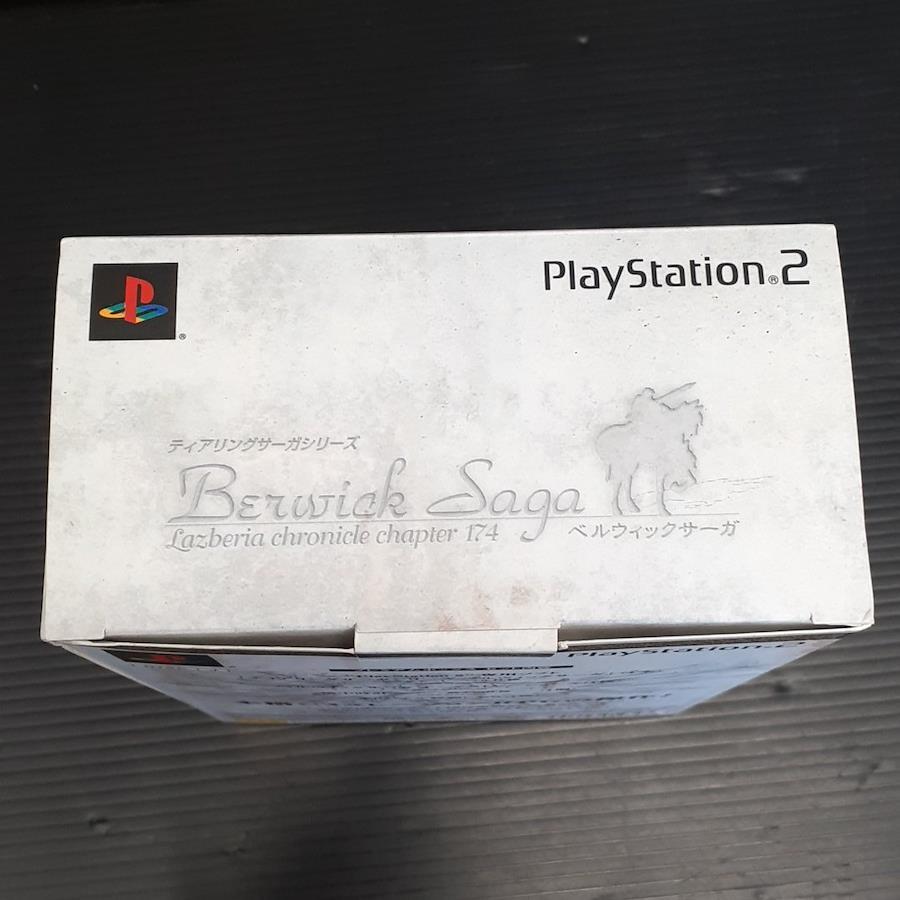 PlayStation®2
ティアリングサーガシリーズ
Berwick Saga
Lazberia chronicle chapter 174
ベルウィックサーガ
PlayStation